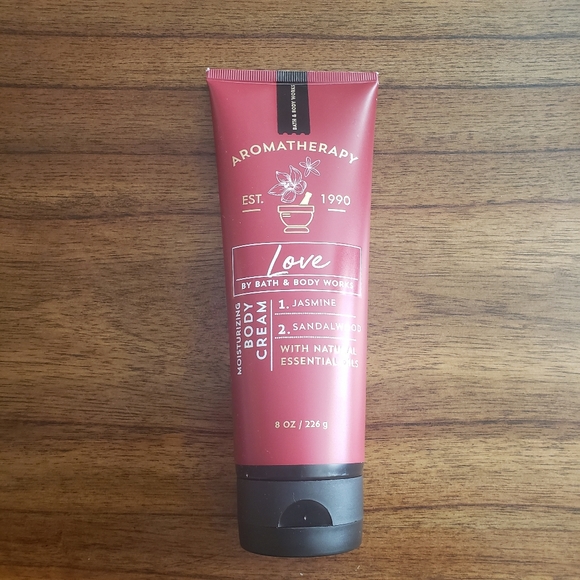 BATH & BODY WORKS
AROMATHERAPY
EST. 1990
Love
BY BATH & BODY WORKS
MOISTURIZING
BODY
CREAM
1. JASMINE
2. SANDALWOOD
WITH NATURAL
ESSENTIAL OILS
8 OZ / 226 g